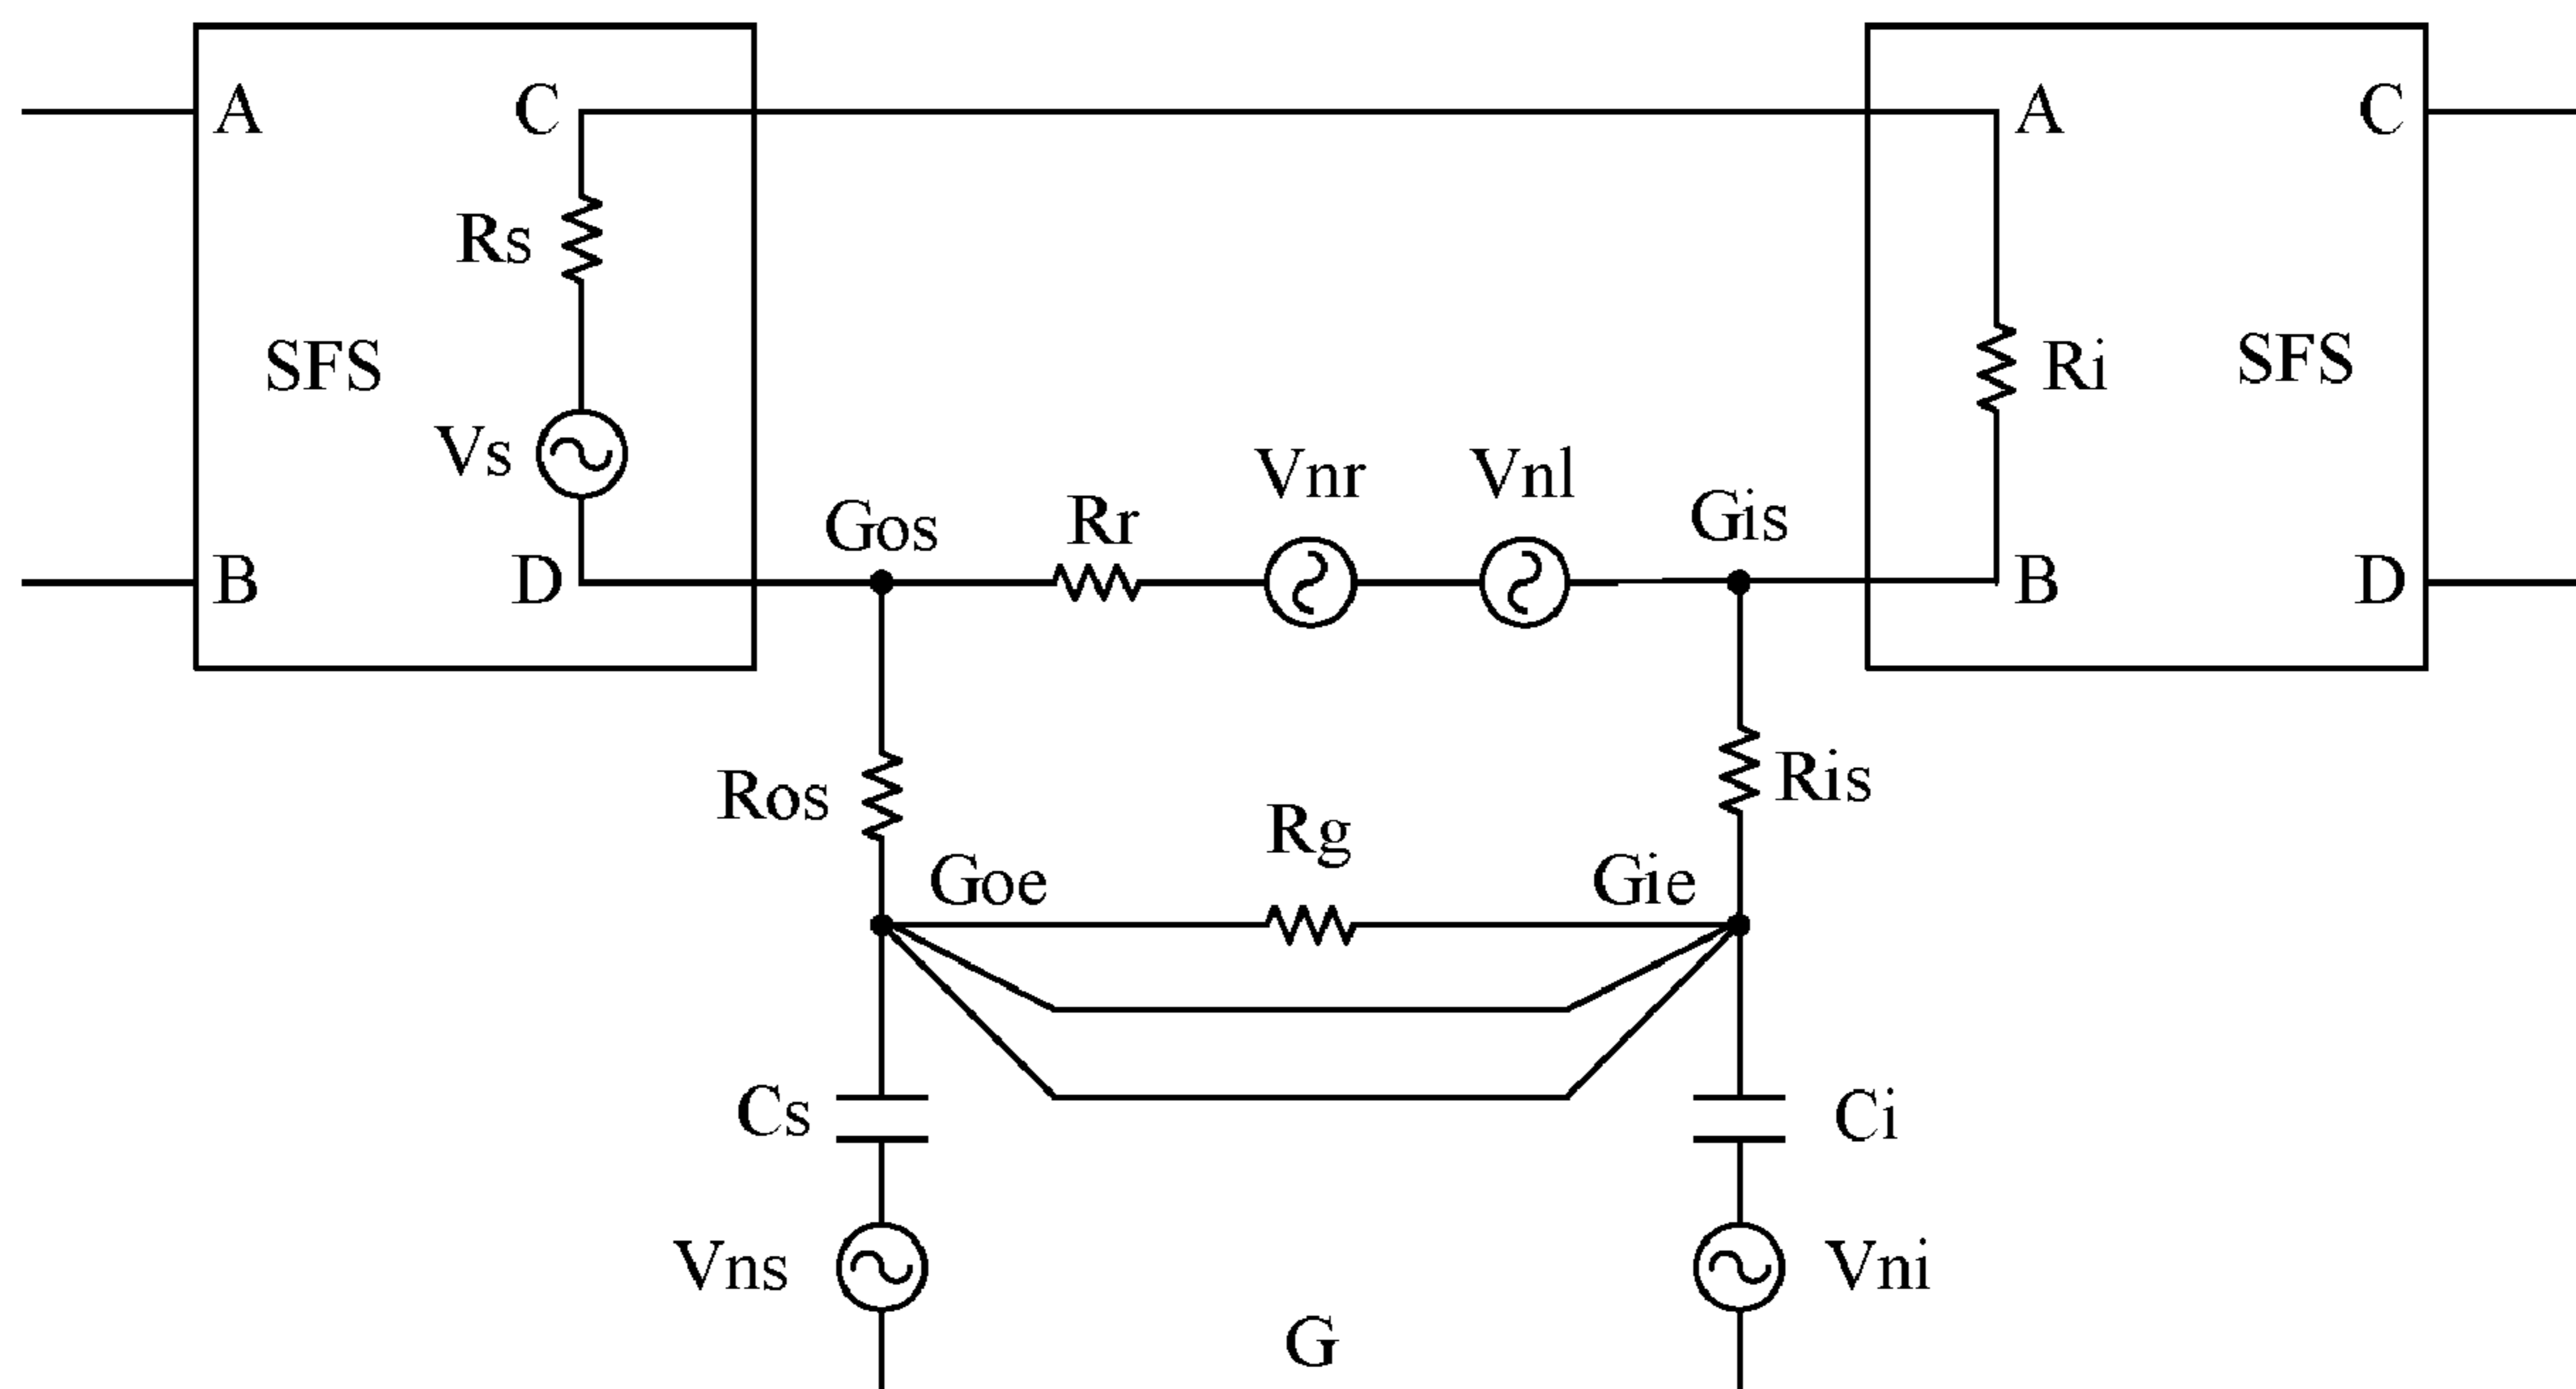 A C A C
Rs
SFS Ri SFS
Vs
Vnr Vnl
Gos Rr Gis
B D B D
Ros Ris
Rg
Goe Gie
Cs Ci
Vns Vni
G